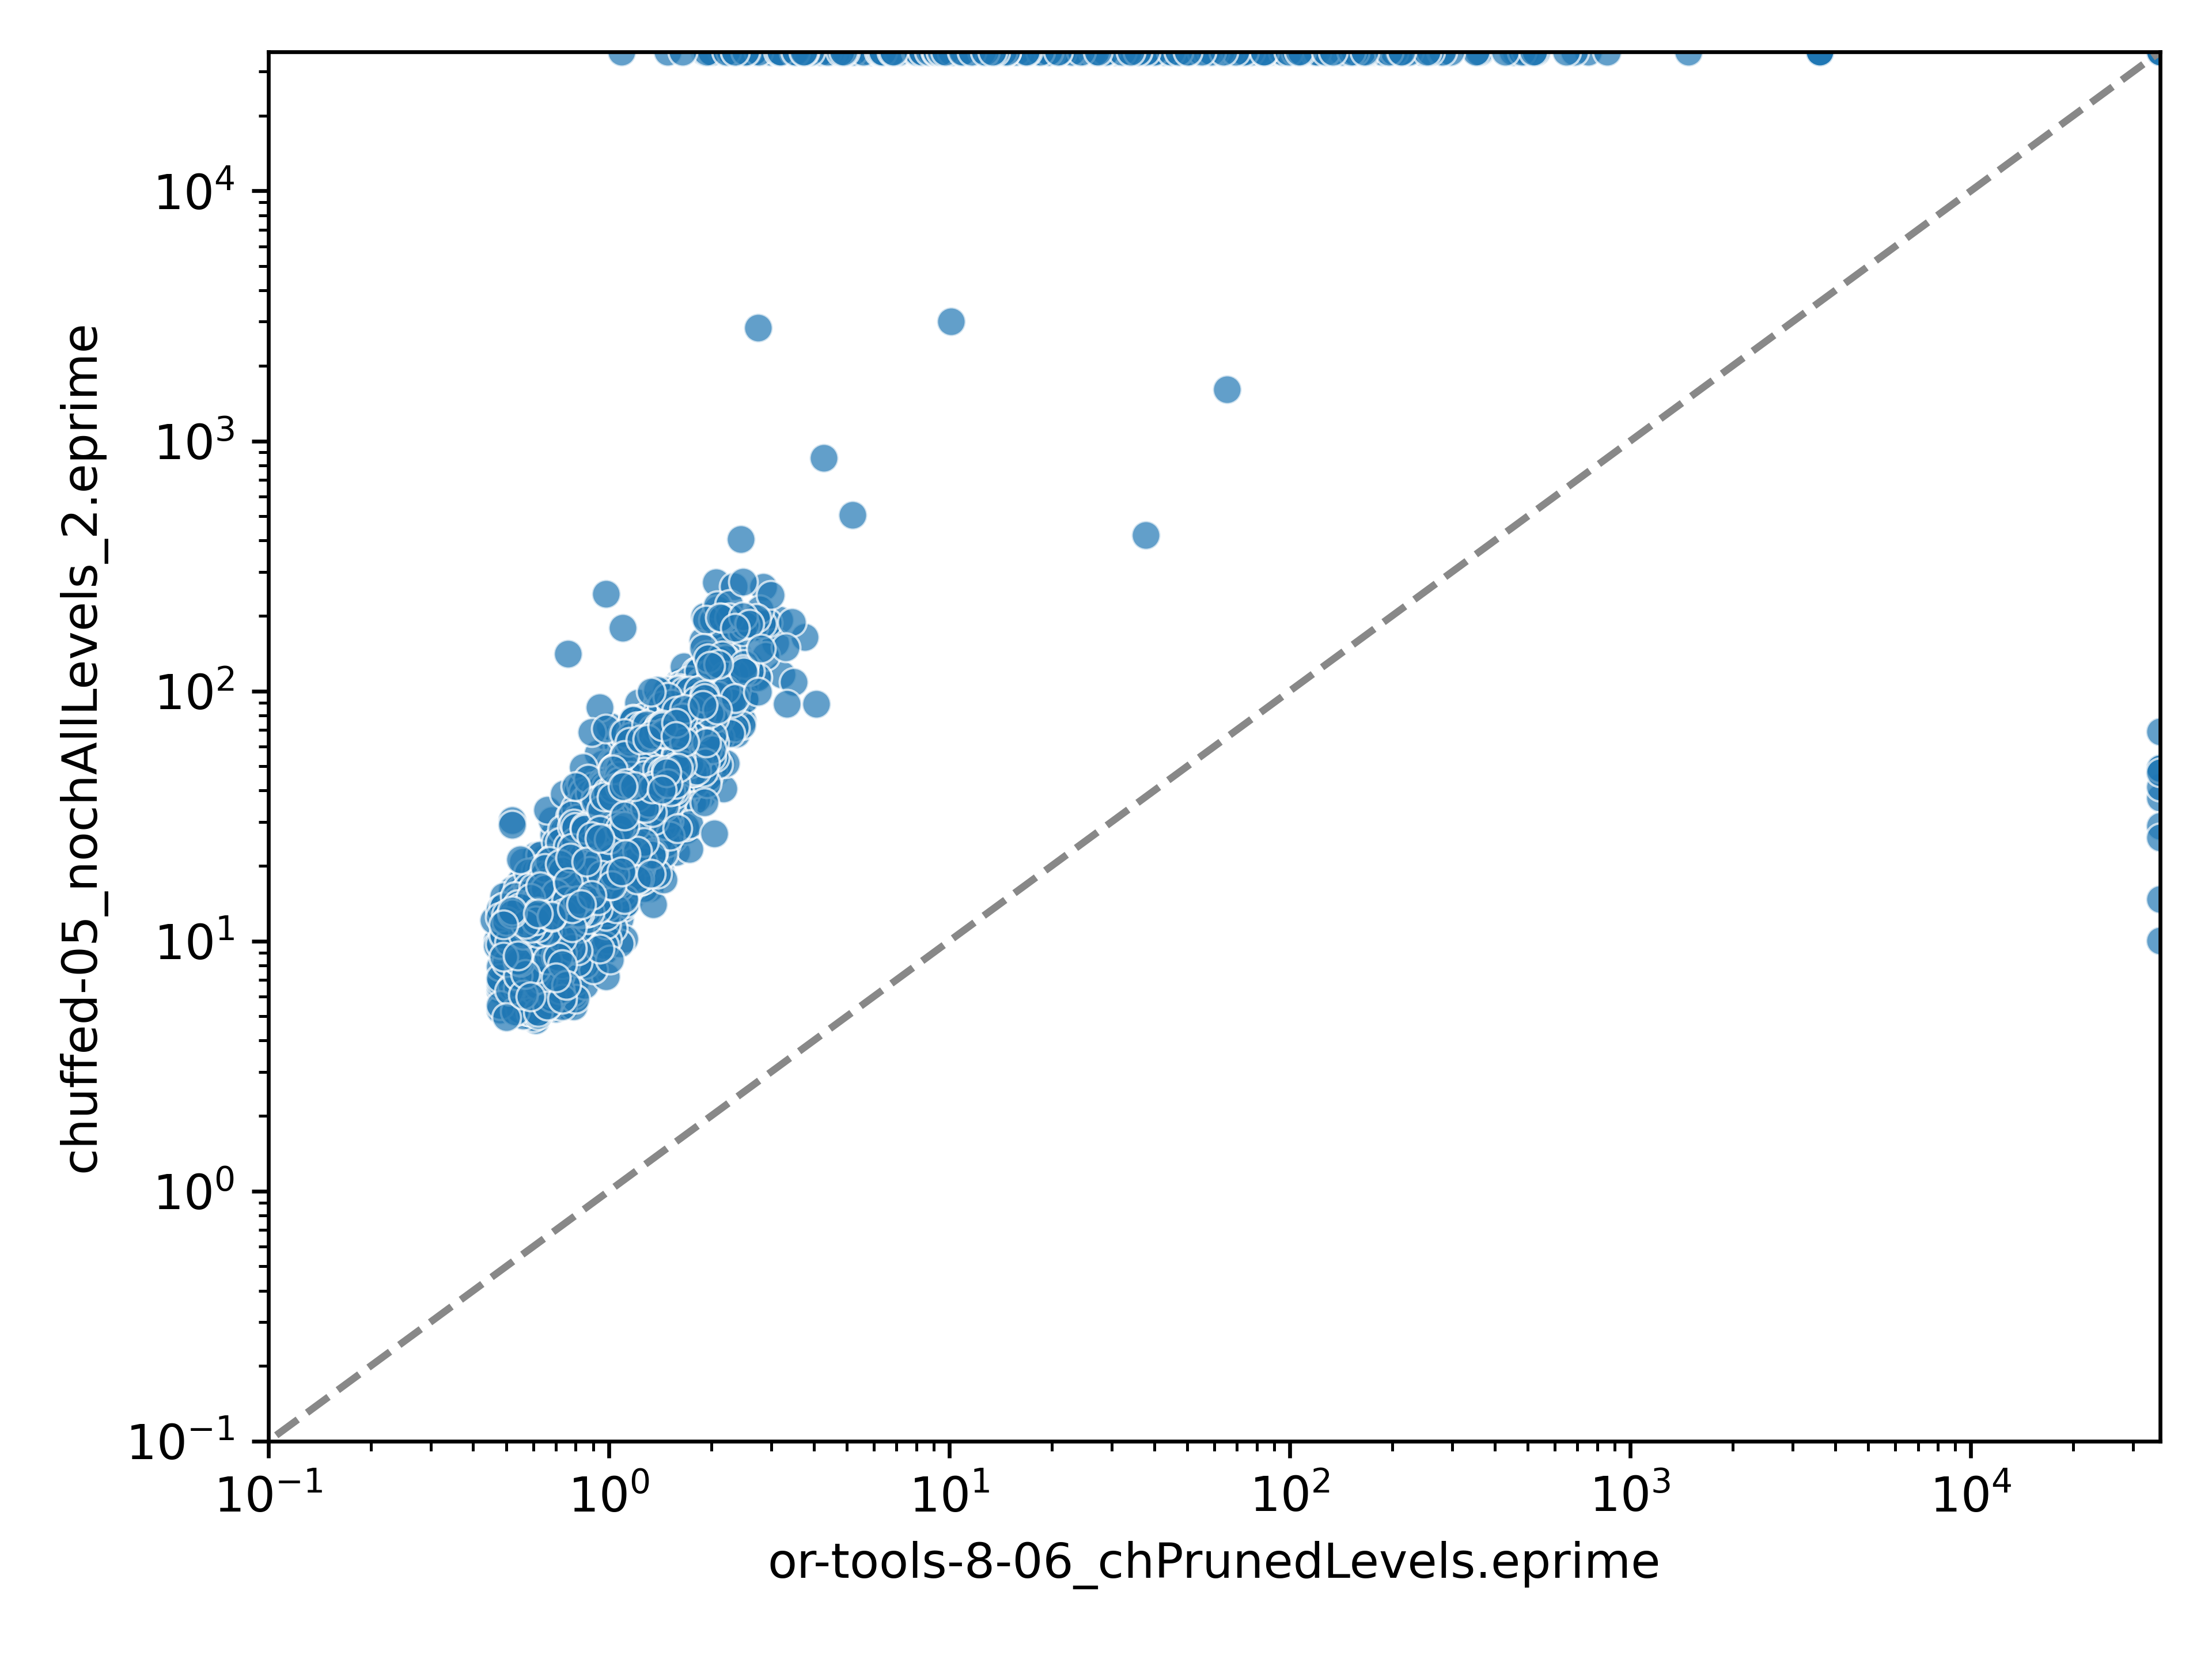 chuffed-05_nochAllLevels_2.eprime
10⁴
10³
10²
10¹
10⁰
10⁻¹
10⁻¹ 10⁰ 10¹ 10² 10³ 10⁴
or-tools-8-06_chPrunedLevels.eprime